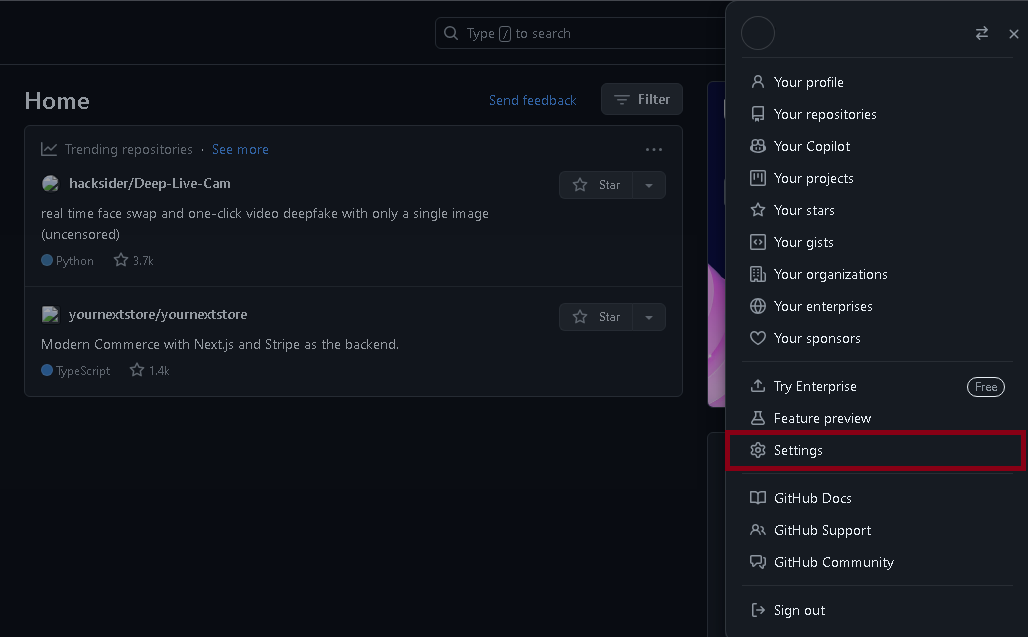 Type / to search
Home
Send feedback
Filter
Trending repositories · See more
hacksider/Deep-Live-Cam
Star
real time face swap and one-click video deepfake with only a single image
(uncensored)
Python 3.7k
yournextstore/yournextstore
Star
Modern Commerce with Next.js and Stripe as the backend.
TypeScript 1.4k
Your profile
Your repositories
Your Copilot
Your projects
Your stars
Your gists
Your organizations
Your enterprises
Your sponsors
Try Enterprise Free
Feature preview
Settings
GitHub Docs
GitHub Support
GitHub Community
Sign out